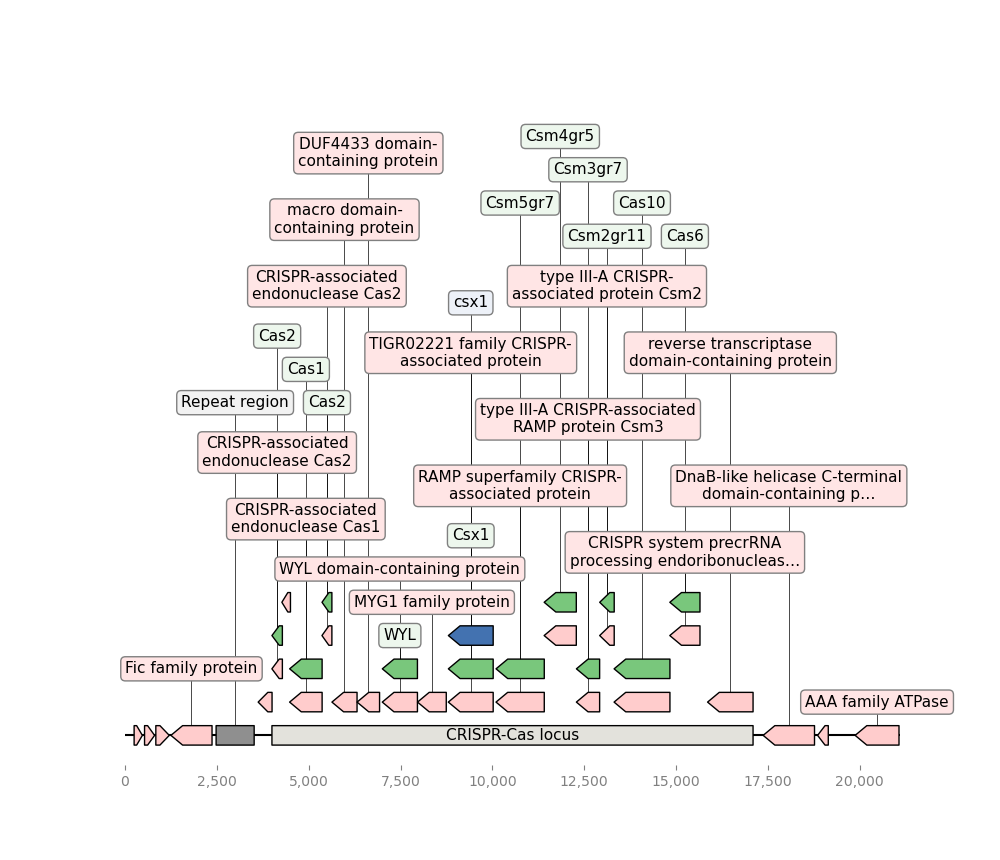 Csm4gr5
DUF4433 domain-
containing protein
Csm3gr7
Csm5gr7
Cas10
macro domain-
containing protein
Csm2gr11
Cas6
CRISPR-associated
endonuclease Cas2
type III-A CRISPR-
associated protein Csm2
csx1
Cas2
TIGR02221 family CRISPR-
associated protein
reverse transcriptase
domain-containing protein
Cas1
Repeat region
Cas2
type III-A CRISPR-associated
RAMP protein Csm3
CRISPR-associated
endonuclease Cas2
RAMP superfamily CRISPR-
associated protein
DnaB-like helicase C-terminal
domain-containing p...
CRISPR-associated
endonuclease Cas1
Csx1
CRISPR system precrRNA
processing endoribonucleas...
WYL domain-containing protein
MYG1 family protein
WYL
Fic family protein
AAA family ATPase
CRISPR-Cas locus
0
2,500
5,000
7,500
10,000
12,500
15,000
17,500
20,000